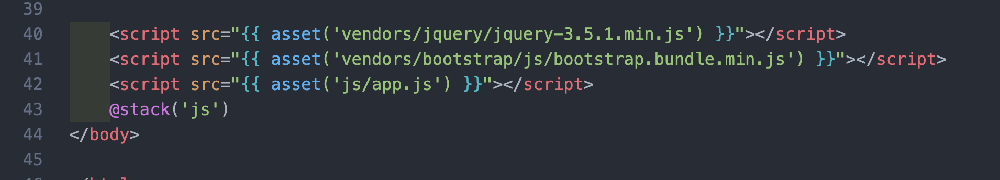 39
40 <script src="{{ asset('vendors/jquery/jquery-3.5.1.min.js') }}"></script>
41 <script src="{{ asset('vendors/bootstrap/js/bootstrap.bundle.min.js') }}"></script>
42 <script src="{{ asset('js/app.js') }}"></script>
43 @stack('js')
44 </body>
45